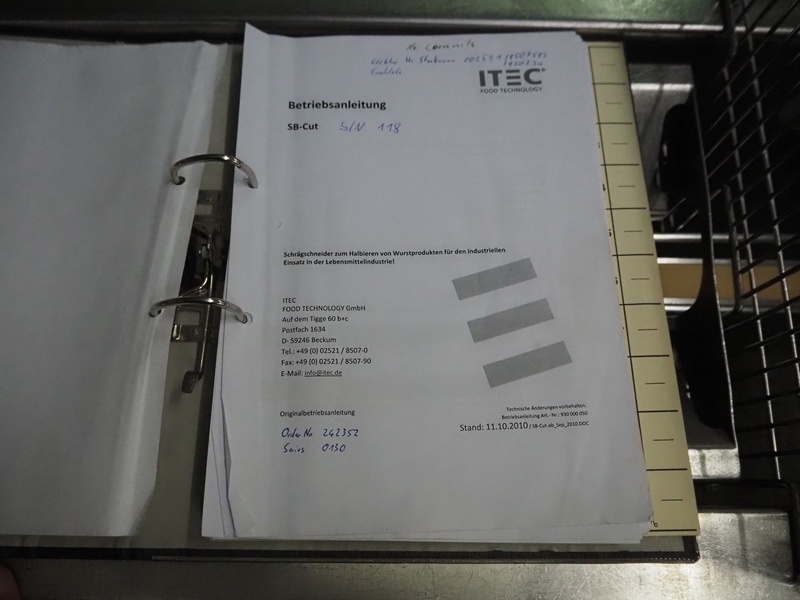 ITEC
FOOD TECHNOLOGY
Betriebsanleitung
SB-Cut S/N 118
Schrägschneider zum Halbieren von Wurstprodukten für den industriellen
Einsatz in der Lebensmittelindustrie!
ITEC
FOOD TECHNOLOGY GmbH
Auf dem Tigge 60 b+c
Postfach 1634
D- 59246 Beckum
Tel.: +49 (0) 02521 / 8507-0
Fax: +49 (0) 02521 / 8507-90
E-Mail: info@itec.de
Originalbetriebsanleitung
Technische Änderungen vorbehalten.
Betriebsanleitung Art.- Nr.: 930 000 050
Stand: 11.10.2010 / SB-Cut.ab_Sep_2010.DOC
Order No 242352
0130